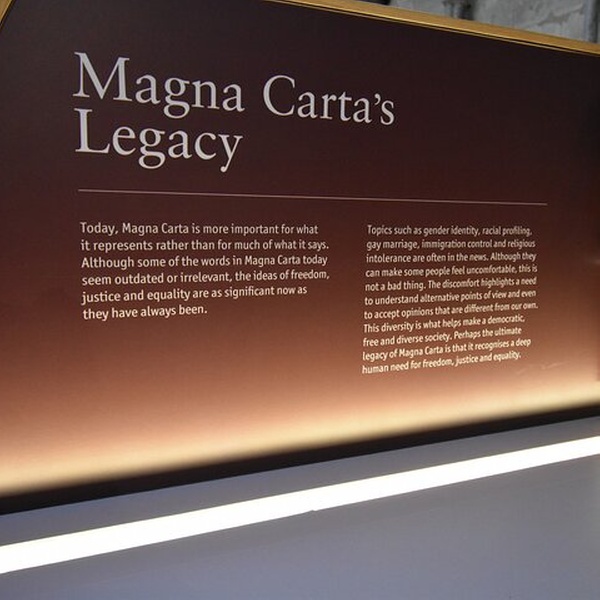 Magna Carta's
Legacy
Today, Magna Carta is more important for what
it represents rather than for much of what it says.
Although some of the words in Magna Carta today
seem outdated or irrelevant, the ideas of freedom,
justice and equality are as significant now as
they have always been.
Topics such as gender identity, racial profiling,
gay marriage, immigration control and religious
intolerance are often in the news. Although they
can make some people feel uncomfortable, this is
not a bad thing. The discomfort highlights a need
to understand alternative points of view and even
to accept opinions that are different from our own.
This diversity is what helps make a democratic,
free and diverse society. Perhaps the ultimate
legacy of Magna Carta is that it recognises a deep
human need for freedom, justice and equality.